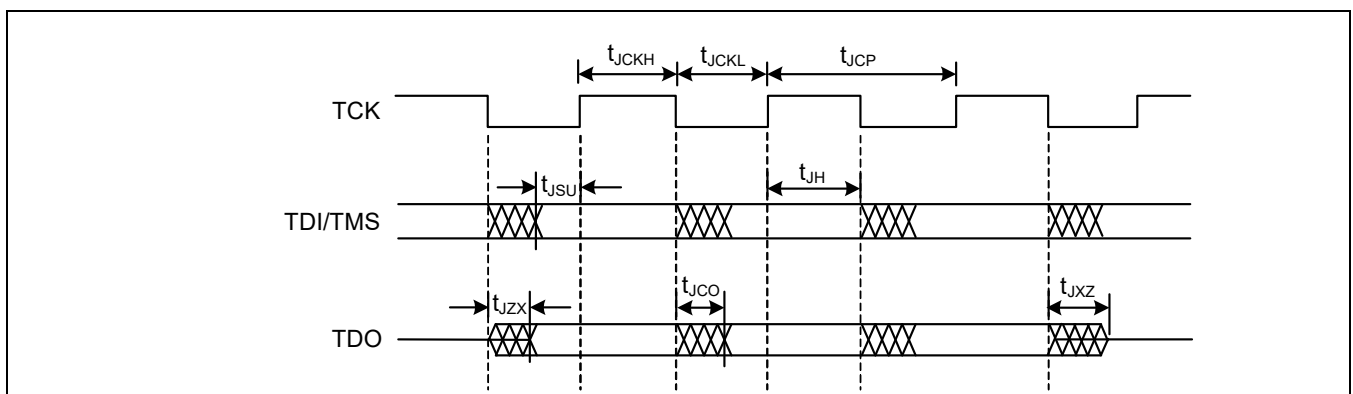 tJCKH tJCKL tJCP
TCK
tJSU tJH
TDI/TMS
tJZX tJCO tJXZ
TDO